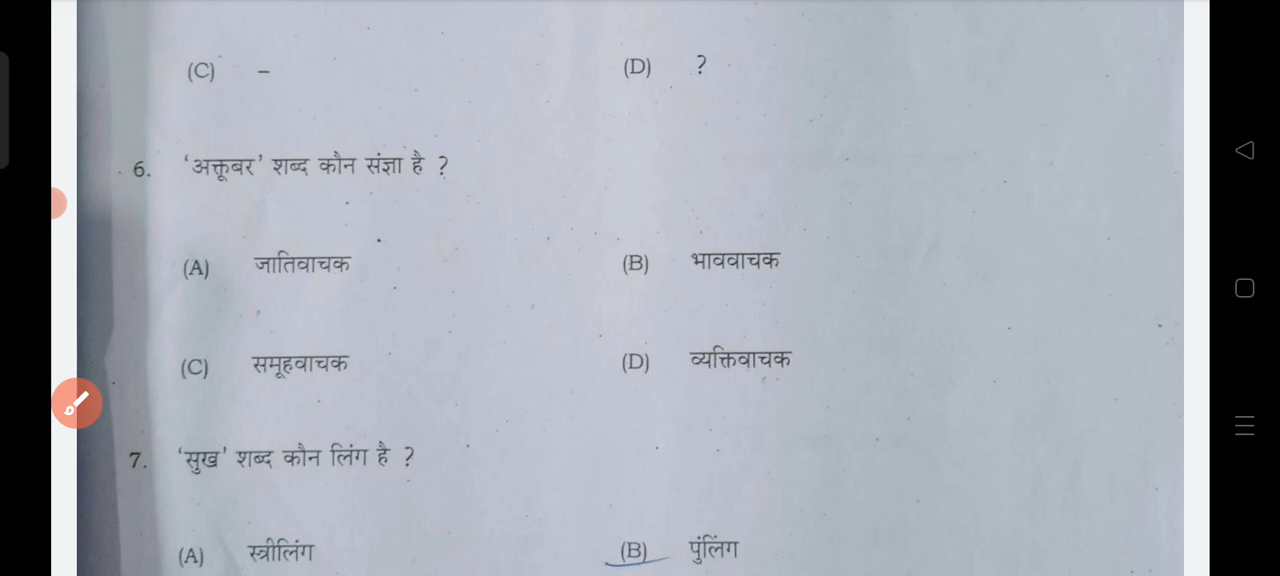 (C) – (D) ?
6. 'अक्तूबर' शब्द कौन संज्ञा है ?
(A) जातिवाचक (B) भाववाचक
(C) समूहवाचक (D) व्यक्तिवाचक
7. 'सुख' शब्द कौन लिंग है ?
(A) स्त्रीलिंग (B) पुंलिंग